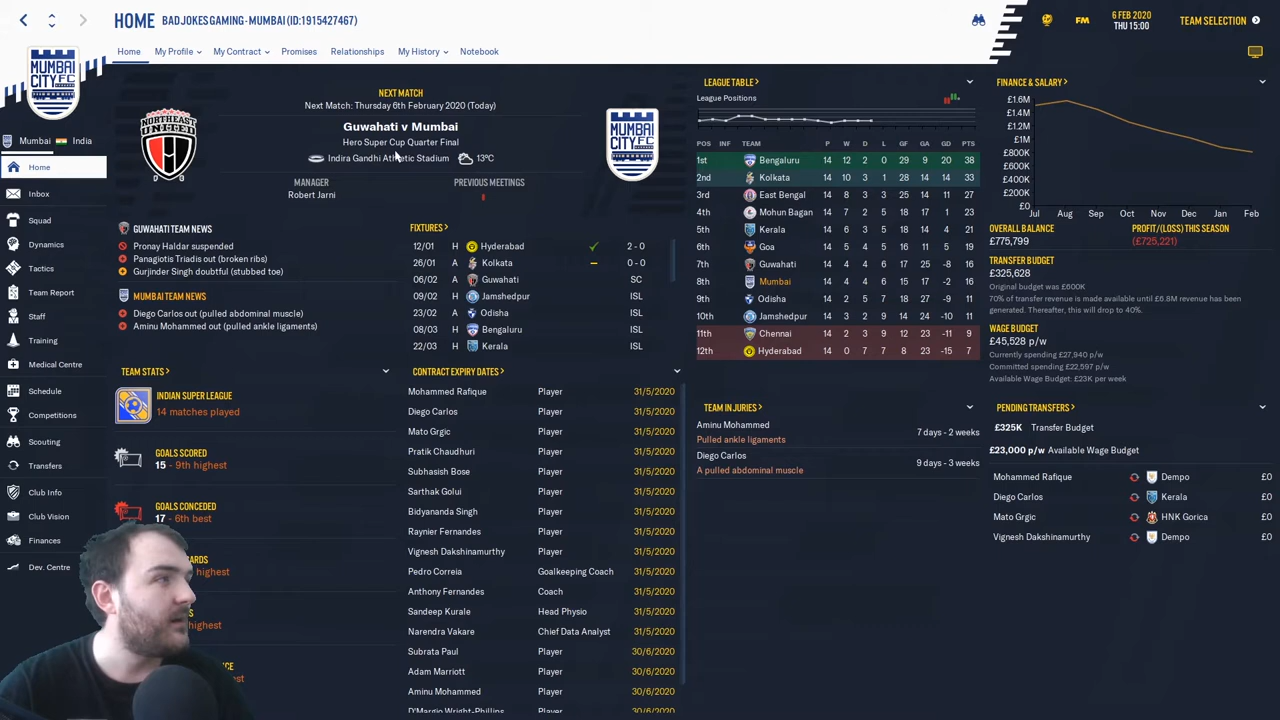 HOME BAD JOKES GAMING - MUMBAI (ID:1915427467)
6 FEB 2020
THU 15:00
TEAM SELECTION
FM
Home My Profile My Contract Promises Relationships My History Notebook
MUMBAI CITY FC
Mumbai India
Home
Inbox
Squad
Dynamics
Tactics
Team Report
Staff
Training
Medical Centre
Schedule
Competitions
Scouting
Transfers
Club Info
Club Vision
Finances
Dev. Centre
NEXT MATCH
Next Match: Thursday 6th February 2020 (Today)
Guwahati v Mumbai
Hero Super Cup Quarter Final
Indira Gandhi Athletic Stadium 13°C
NORTHEAST UNITED
MUMBAI CITY FC
MANAGER
Robert Jarni
PREVIOUS MEETINGS
GUWAHATI TEAM NEWS
Pronay Haldar suspended
Panagiotis Triadis out (broken ribs)
Gurjinder Singh doubtful (stubbed toe)
MUMBAI TEAM NEWS
Diego Carlos out (pulled abdominal muscle)
Aminu Mohammed out (pulled ankle ligaments)
FIXTURES
12/01 H Hyderabad 2 - 0
26/01 A Kolkata 0 - 0
06/02 A Guwahati SC
09/02 H Jamshedpur ISL
23/02 A Odisha ISL
08/03 H Bengaluru ISL
22/03 H Kerala ISL
TEAM STATS
INDIAN SUPER LEAGUE
14 matches played
GOALS SCORED
15 - 9th highest
GOALS CONCEDED
17 - 6th best
CONTRACT EXPIRY DATES
Mohammed Rafique Player 31/5/2020
Diego Carlos Player 31/5/2020
Mato Grgic Player 31/5/2020
Pratik Chaudhuri Player 31/5/2020
Subhasish Bose Player 31/5/2020
Sarthak Golui Player 31/5/2020
Bidyananda Singh Player 31/5/2020
Raynier Fernandes Player 31/5/2020
Vignesh Dakshinamurthy Player 31/5/2020
Pedro Correia Goalkeeping Coach 31/5/2020
Anthony Fernandes Coach 31/5/2020
Sandeep Kurale Head Physio 31/5/2020
Narendra Vakare Chief Data Analyst 31/5/2020
Subrata Paul Player 30/6/2020
Adam Marriott Player 30/6/2020
Aminu Mohammed Player 30/6/2020
D'Margio Wright-Phillips Player 30/6/2020
LEAGUE TABLE
League Positions
POS INF TEAM P W D L GF GA GD PTS
1st Bengaluru 14 12 2 0 29 9 20 38
2nd Kolkata 14 10 3 1 28 14 14 33
3rd East Bengal 14 8 3 3 25 14 11 27
4th Mohun Bagan 14 7 2 5 18 17 1 23
5th Kerala 14 6 3 5 18 14 4 21
6th Goa 14 5 4 5 16 11 5 19
7th Guwahati 14 4 4 6 17 25 -8 16
8th Mumbai 14 4 4 6 15 17 -2 16
9th Odisha 14 2 5 7 18 27 -9 11
10th Jamshedpur 14 3 2 9 14 24 -10 11
11th Chennai 14 2 3 9 12 23 -11 9
12th Hyderabad 14 0 7 7 8 23 -15 7
TEAM INJURIES
Aminu Mohammed
Pulled ankle ligaments
7 days - 2 weeks
Diego Carlos
A pulled abdominal muscle
9 days - 3 weeks
FINANCE & SALARY
£1.6M
£1.4M
£1.2M
£1M
£800K
£600K
£400K
£200K
£0
Jul Aug Sep Oct Nov Dec Jan Feb
OVERALL BALANCE
£775,799
PROFIT/(LOSS) THIS SEASON
(£725,221)
TRANSFER BUDGET
£325,628
Original budget was £600K
70% of transfer revenue is made available until £6.8M revenue has been
generated. Thereafter, this will drop to 40%.
WAGE BUDGET
£45,528 p/w
Currently spending £27,940 p/w
Committed spending £22,597 p/w
Available Wage Budget: £23K per week
PENDING TRANSFERS
£325K Transfer Budget
£23,000 p/w Available Wage Budget
Mohammed Rafique Dempo £0
Diego Carlos Kerala £0
Mato Grgic HNK Gorica £0
Vignesh Dakshinamurthy Dempo £0